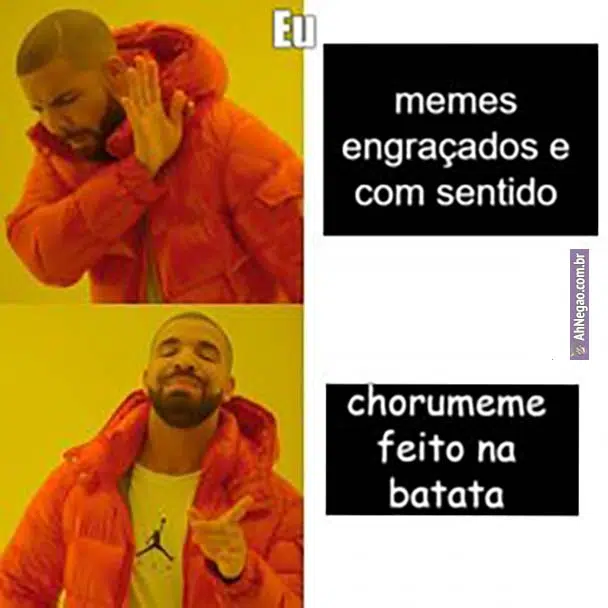 Eu
memes
engraçados e
com sentido
AhNegao.com.br
chorumeme
feito na
batata